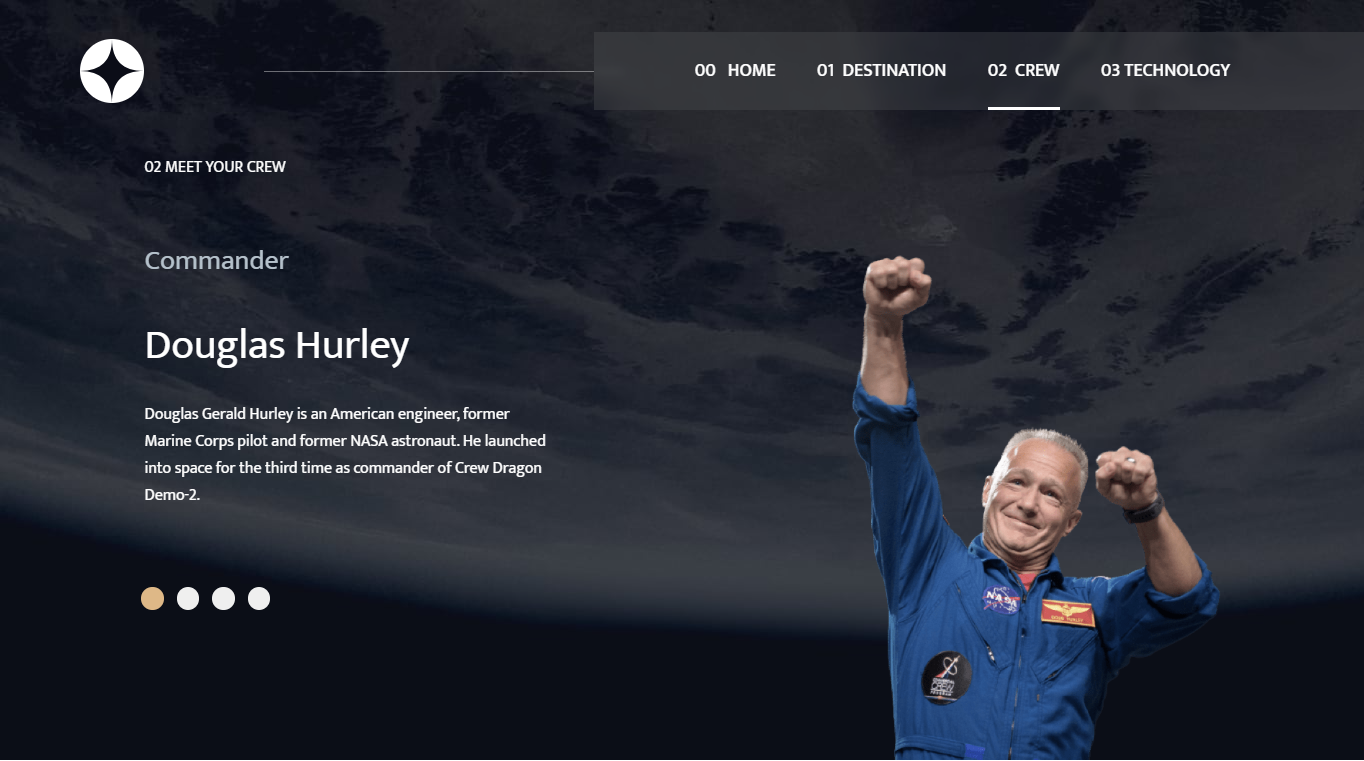 00 HOME 01 DESTINATION 02 CREW 03 TECHNOLOGY
02 MEET YOUR CREW
Commander
Douglas Hurley
Douglas Gerald Hurley is an American engineer, former
Marine Corps pilot and former NASA astronaut. He launched
into space for the third time as commander of Crew Dragon
Demo-2.
NASA
CREW